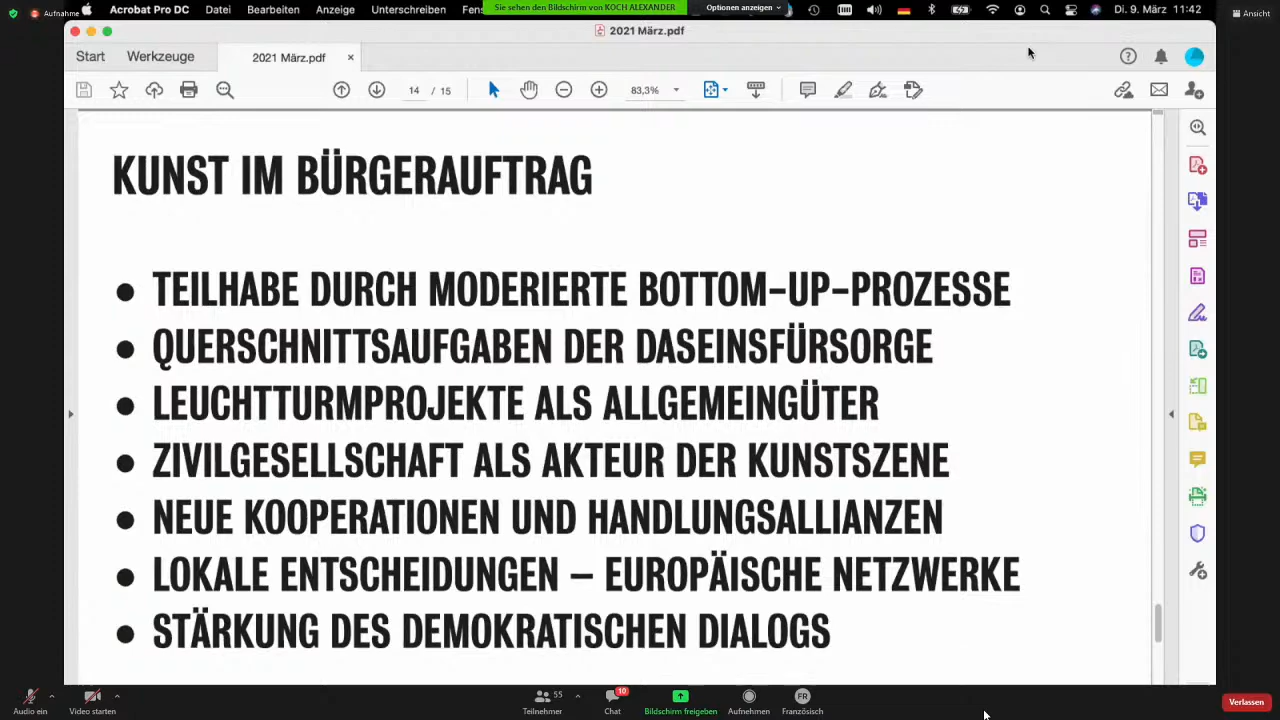 Aufnahme
Acrobat Pro DC Datei Bearbeiten Anzeige Unterschreiben Fens
Sie sehen den Bildschirm von KOCH ALEXANDER
Optionen anzeigen
Di. 9. März 11:42
Ansicht
2021 März.pdf
Start Werkzeuge 2021 März.pdf ×
14 / 15 83,3%
KUNST IM BÜRGERAUFTRAG
● TEILHABE DURCH MODERIERTE BOTTOM-UP-PROZESSE
● QUERSCHNITTSAUFGABEN DER DASEINSFÜRSORGE
● LEUCHTTURMPROJEKTE ALS ALLGEMEINGÜTER
● ZIVILGESELLSCHAFT ALS AKTEUR DER KUNSTSZENE
● NEUE KOOPERATIONEN UND HANDLUNGSALLIANZEN
● LOKALE ENTSCHEIDUNGEN – EUROPÄISCHE NETZWERKE
● STÄRKUNG DES DEMOKRATISCHEN DIALOGS
55 10 FR
Audio ein Video starten Teilnehmer Chat Bildschirm freigeben Aufnehmen Französisch Verlassen